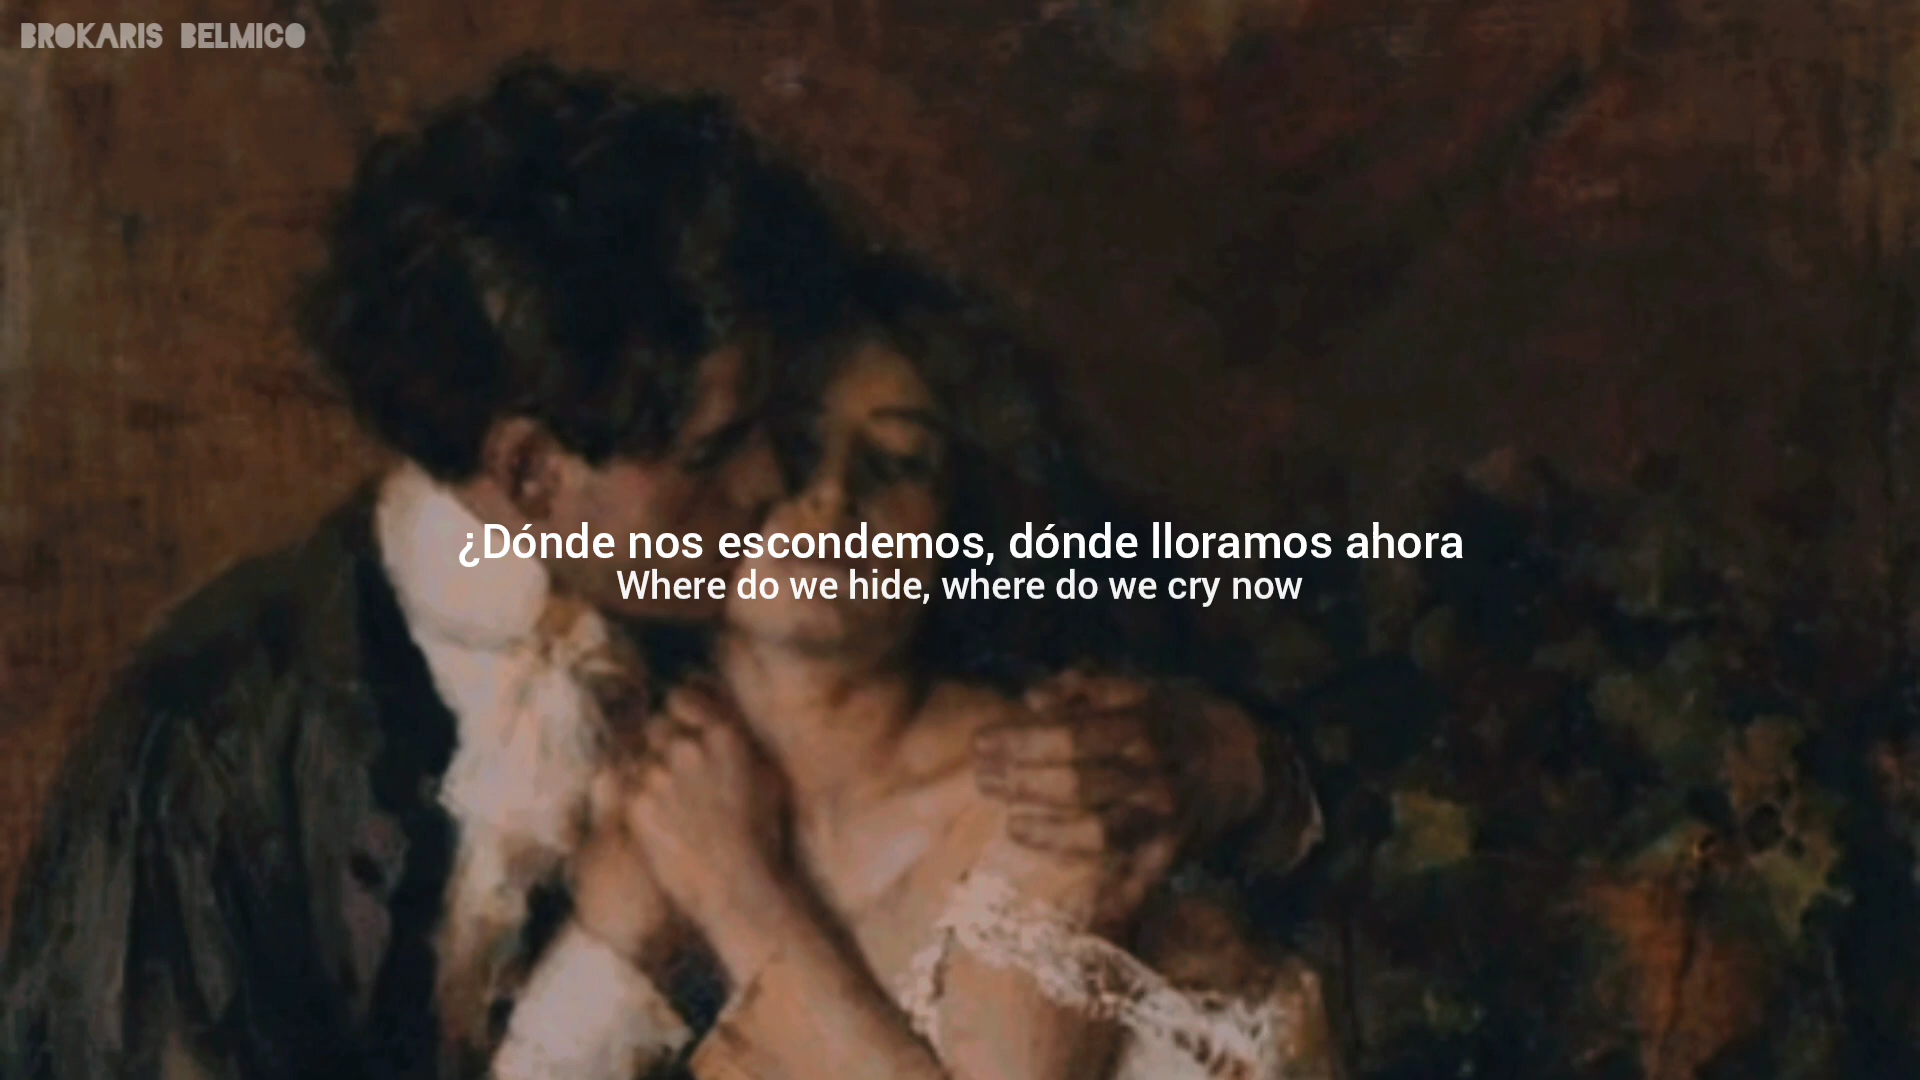 BROKARIS BELMICO
¿Dónde nos escondemos, dónde lloramos ahora
Where do we hide, where do we cry now